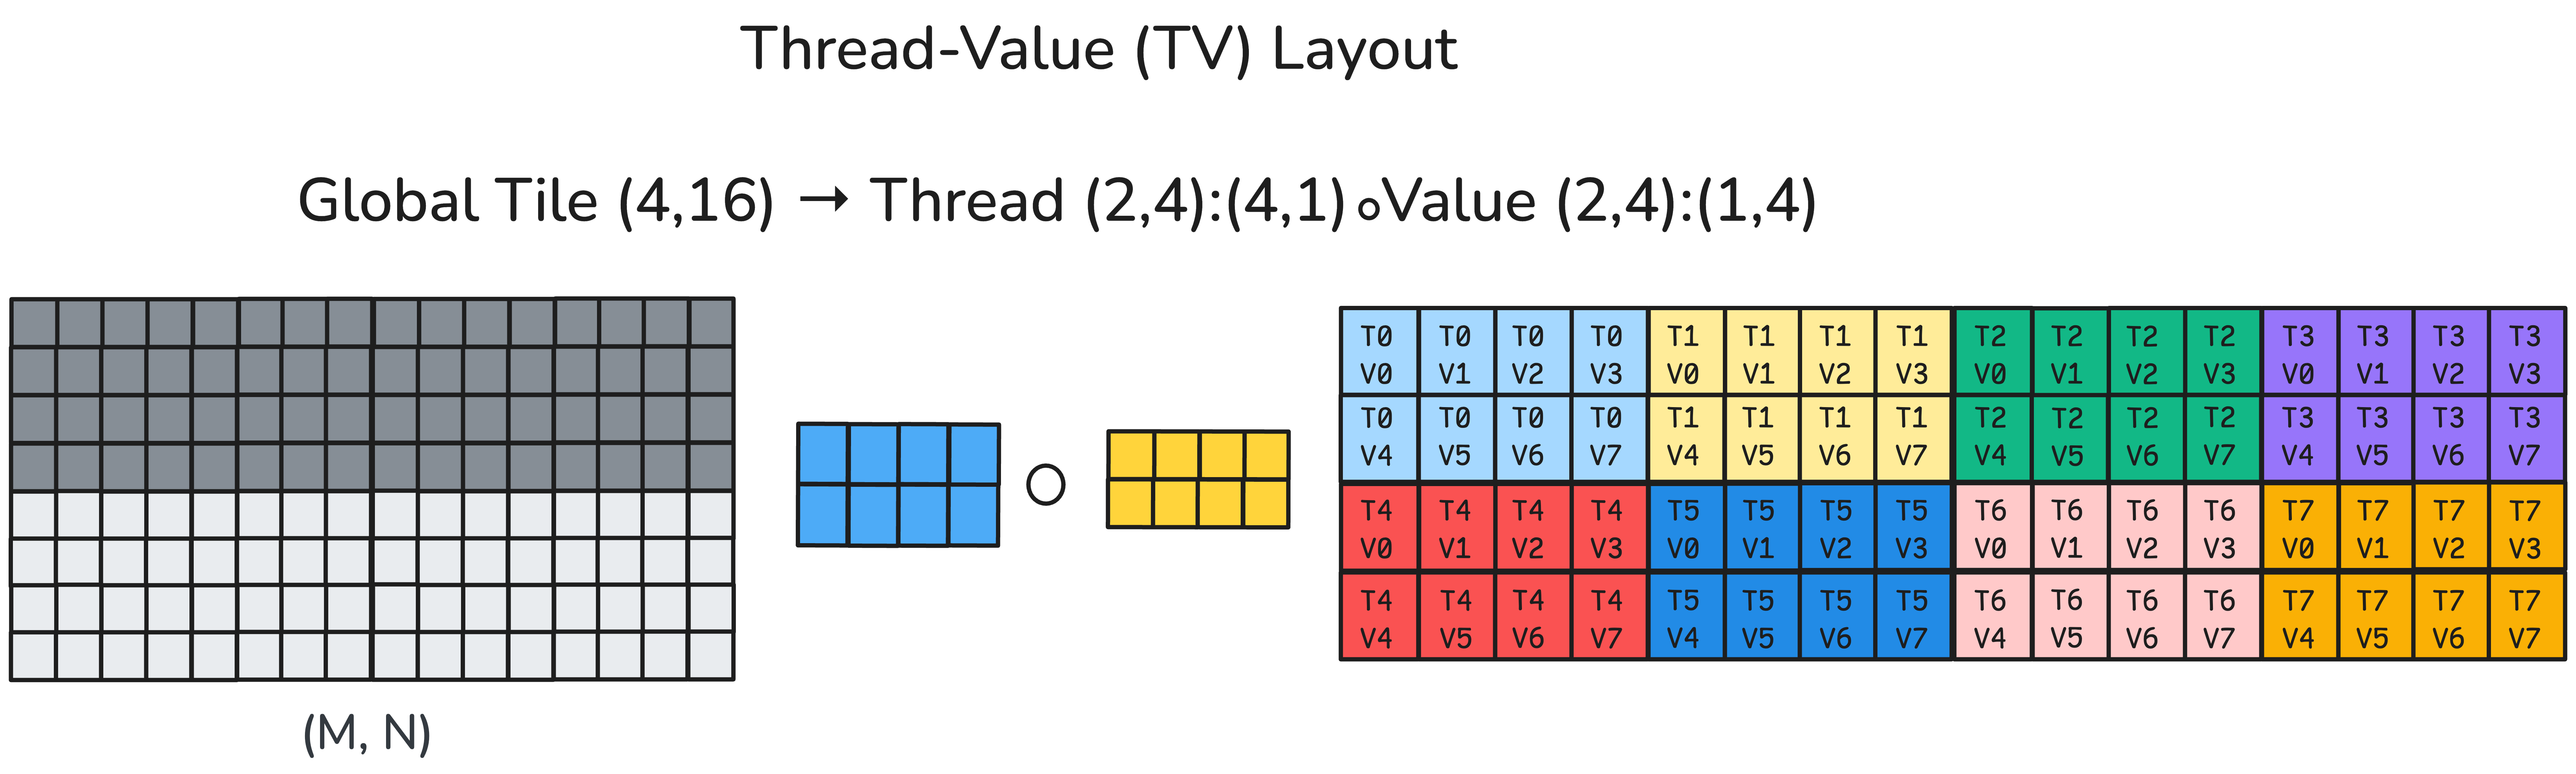 Thread-Value (TV) Layout
Global Tile (4,16) → Thread (2,4):(4,1)∘Value (2,4):(1,4)
T0 T0 T0 T0 T1 T1 T1 T1 T2 T2 T2 T2 T3 T3 T3 T3
V0 V1 V2 V3 V0 V1 V2 V3 V0 V1 V2 V3 V0 V1 V2 V3
T0 T0 T0 T0 T1 T1 T1 T1 T2 T2 T2 T2 T3 T3 T3 T3
V4 V5 V6 V7 V4 V5 V6 V7 V4 V5 V6 V7 V4 V5 V6 V7
T4 T4 T4 T4 T5 T5 T5 T5 T6 T6 T6 T6 T7 T7 T7 T7
V0 V1 V2 V3 V0 V1 V2 V3 V0 V1 V2 V3 V0 V1 V2 V3
T4 T4 T4 T4 T5 T5 T5 T5 T6 T6 T6 T6 T7 T7 T7 T7
V4 V5 V6 V7 V4 V5 V6 V7 V4 V5 V6 V7 V4 V5 V6 V7
(M, N)